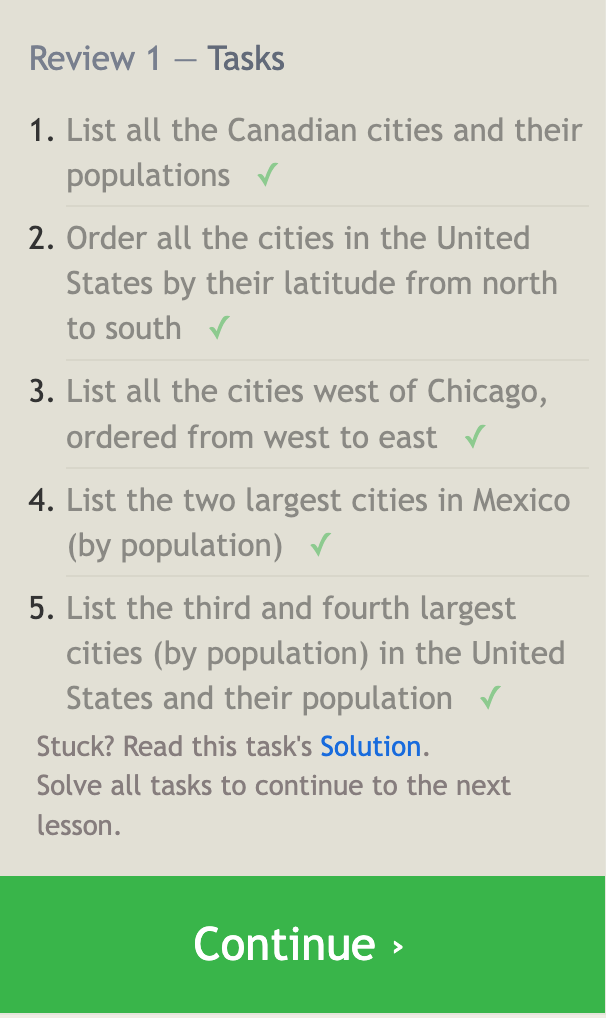 Review 1 — Tasks
1. List all the Canadian cities and their
populations ✓
2. Order all the cities in the United
States by their latitude from north
to south ✓
3. List all the cities west of Chicago,
ordered from west to east ✓
4. List the two largest cities in Mexico
(by population) ✓
5. List the third and fourth largest
cities (by population) in the United
States and their population ✓
Stuck? Read this task's Solution.
Solve all tasks to continue to the next
lesson.
Continue ›